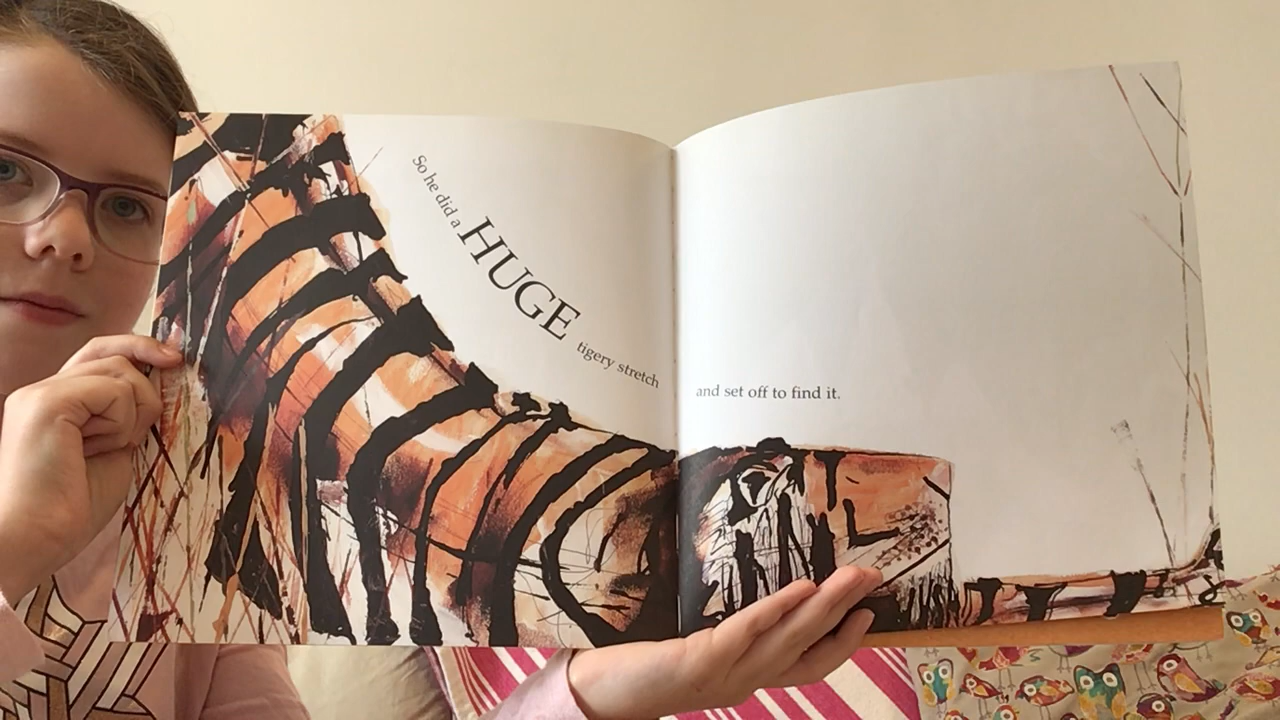 So he did a HUGE tigery stretch
and set off to find it.